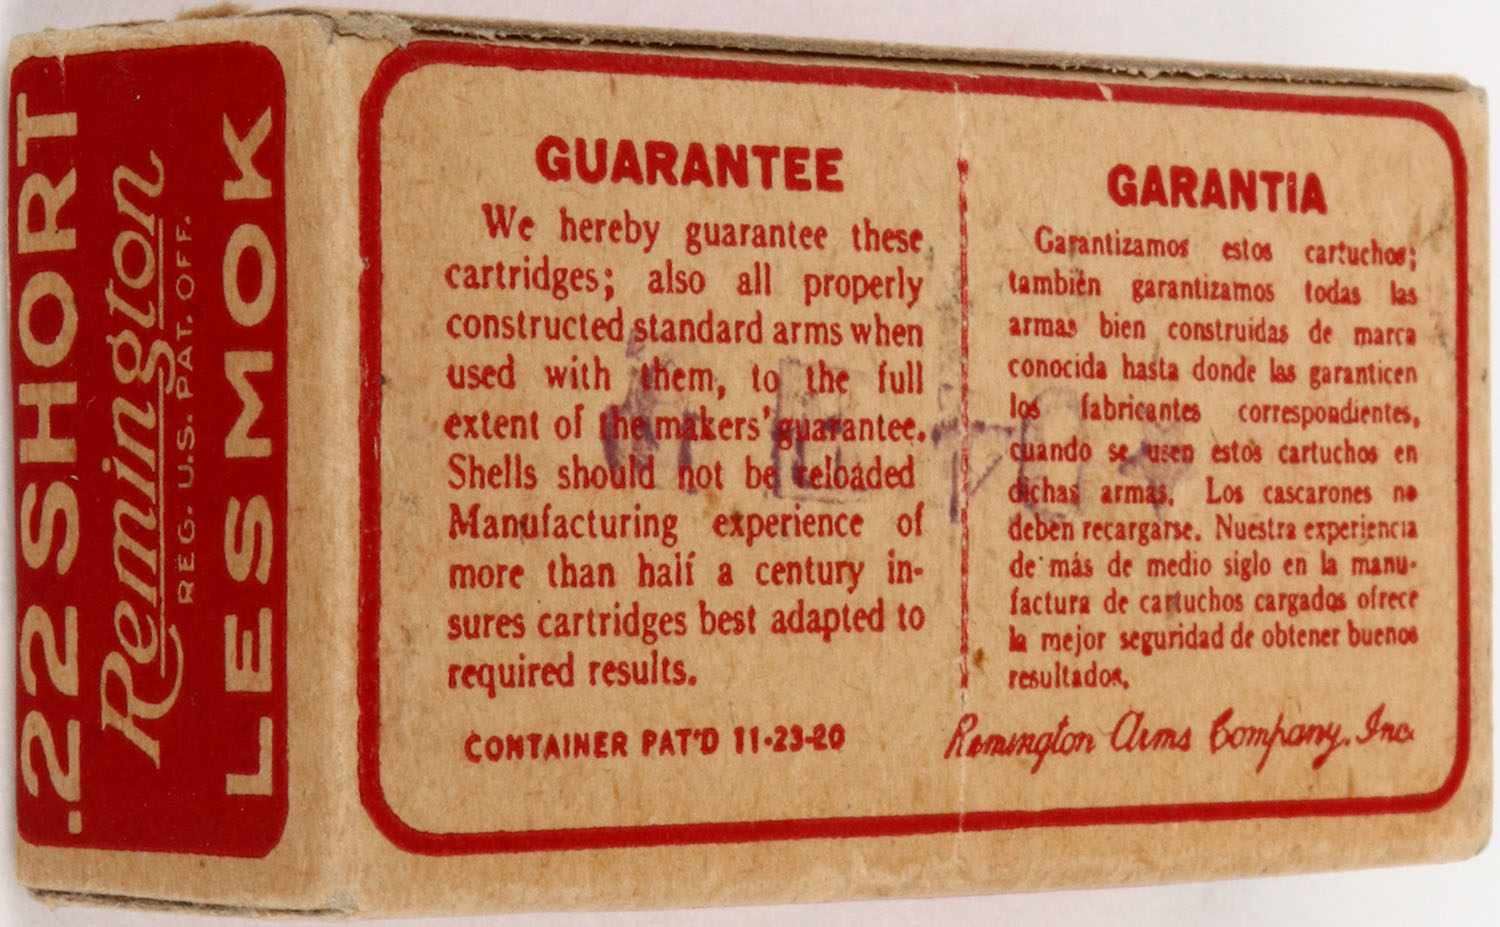 .22 SHORT
Remington
REG. U.S. PAT. OFF.
LESMOK
GUARANTEE
We hereby guarantee these
cartridges; also all properly
constructed standard arms when
used with them, to the full
extent of the makers' guarantee.
Shells should not be reloaded
Manufacturing experience of
more than half a century in-
sures cartridges best adapted to
required results.
CONTAINER PAT'D 11-23-20
GARANTIA
Garantizamos estos cartuchos;
también garantizamos todas las
armas bien construidas de marca
conocida hasta donde las garanticen
los fabricantes correspondientes,
cuando se usen estos cartuchos en
dichas armas. Los cascarones no
deben recargarse. Nuestra experiencia
de más de medio siglo en la manu-
factura de cartuchos cargados ofrece
la mejor seguridad de obtener buenos
resultados.
Remington Arms Company, Inc.